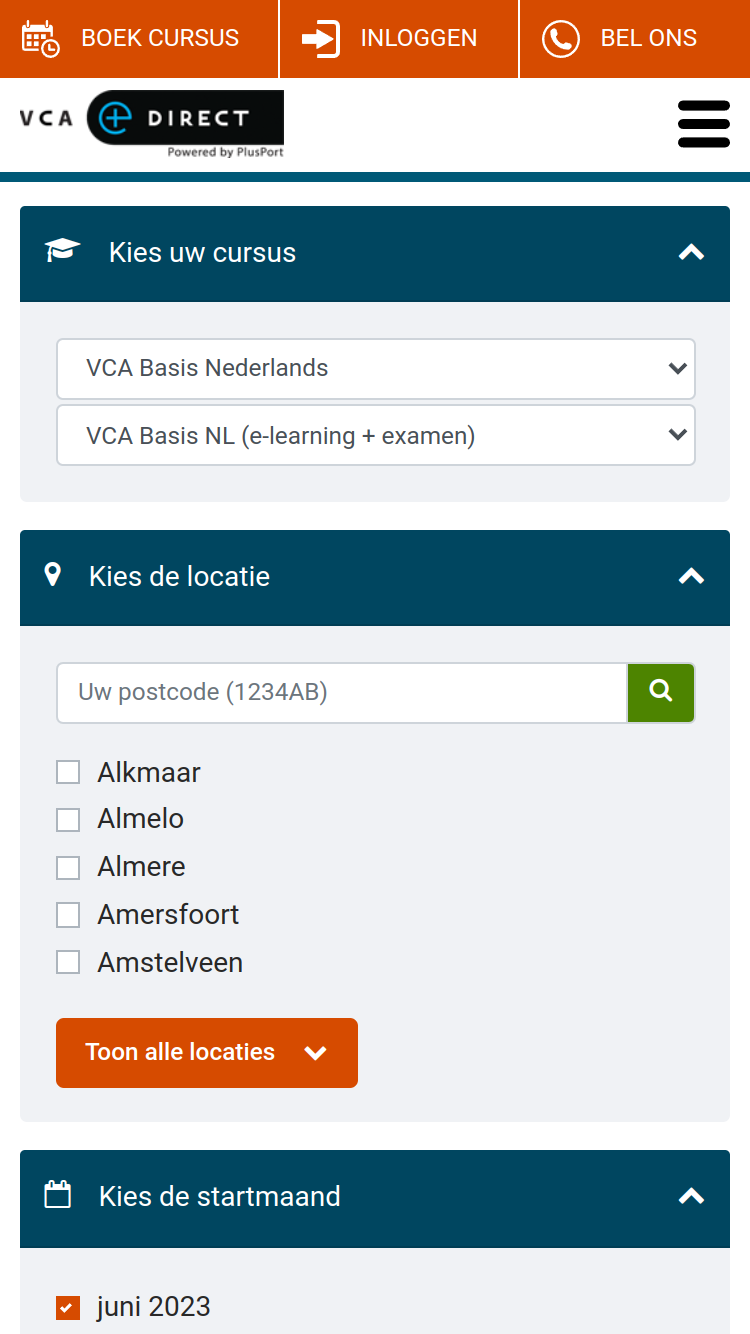 BOEK CURSUS
INLOGGEN
BEL ONS
VCA DIRECT
Powered by PlusPort
Kies uw cursus
VCA Basis Nederlands
VCA Basis NL (e-learning + examen)
Kies de locatie
Uw postcode (1234AB)
Alkmaar
Almelo
Almere
Amersfoort
Amstelveen
Toon alle locaties
Kies de startmaand
juni 2023